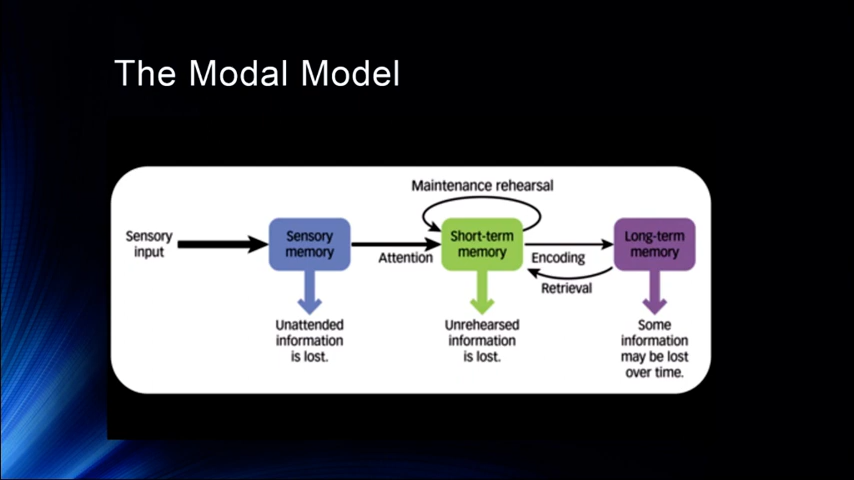 The Modal Model
Maintenance rehearsal
Sensory
input
Sensory
memory
Attention
Short-term
memory
Encoding
Retrieval
Long-term
memory
Unattended
information
is lost.
Unrehearsed
information
is lost.
Some
information
may be lost
over time.